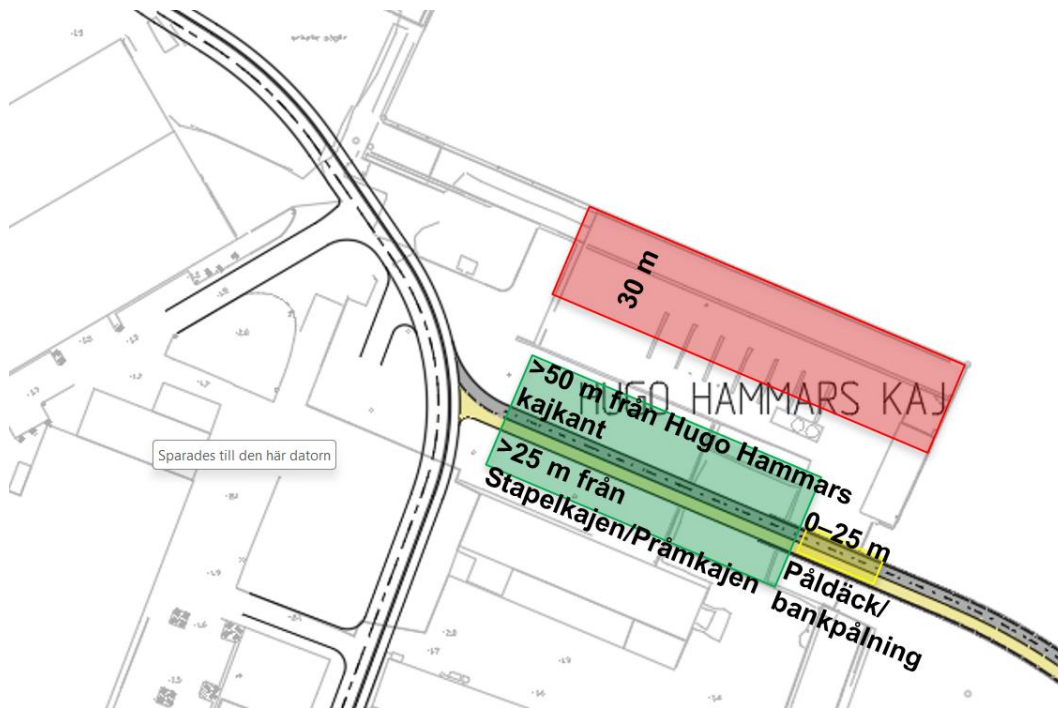 30 m
HUGO HAMMARS KAJ
>50 m från Hugo Hammars
kajkant
>25 m från
Stapelkajen/Pråmkajen
0–25 m
Påldäck/
bankpålning
Sparades till den här datorn